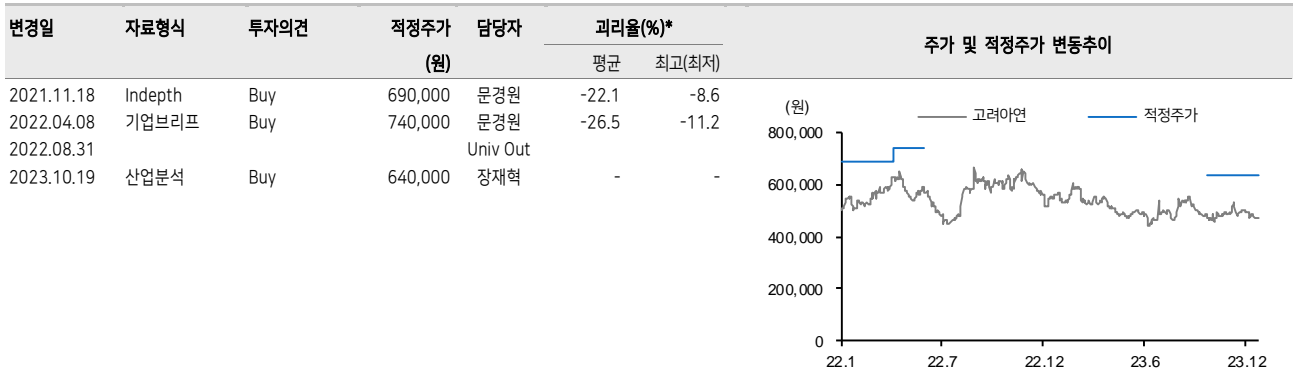 변경일 자료형식 투자의견 적정주가 담당자 괴리율(%)* 주가 및 적정주가 변동추이
(원) 평균 최고(최저)
2021.11.18 Indepth Buy 690,000 문경원 -22.1 -8.6
2022.04.08 기업브리프 Buy 740,000 문경원 -26.5 -11.2
2022.08.31 Univ Out
2023.10.19 산업분석 Buy 640,000 장재혁 - -
(원) 고려아연 적정주가
800,000
600,000
400,000
200,000
0
22.1 22.7 22.12 23.6 23.12